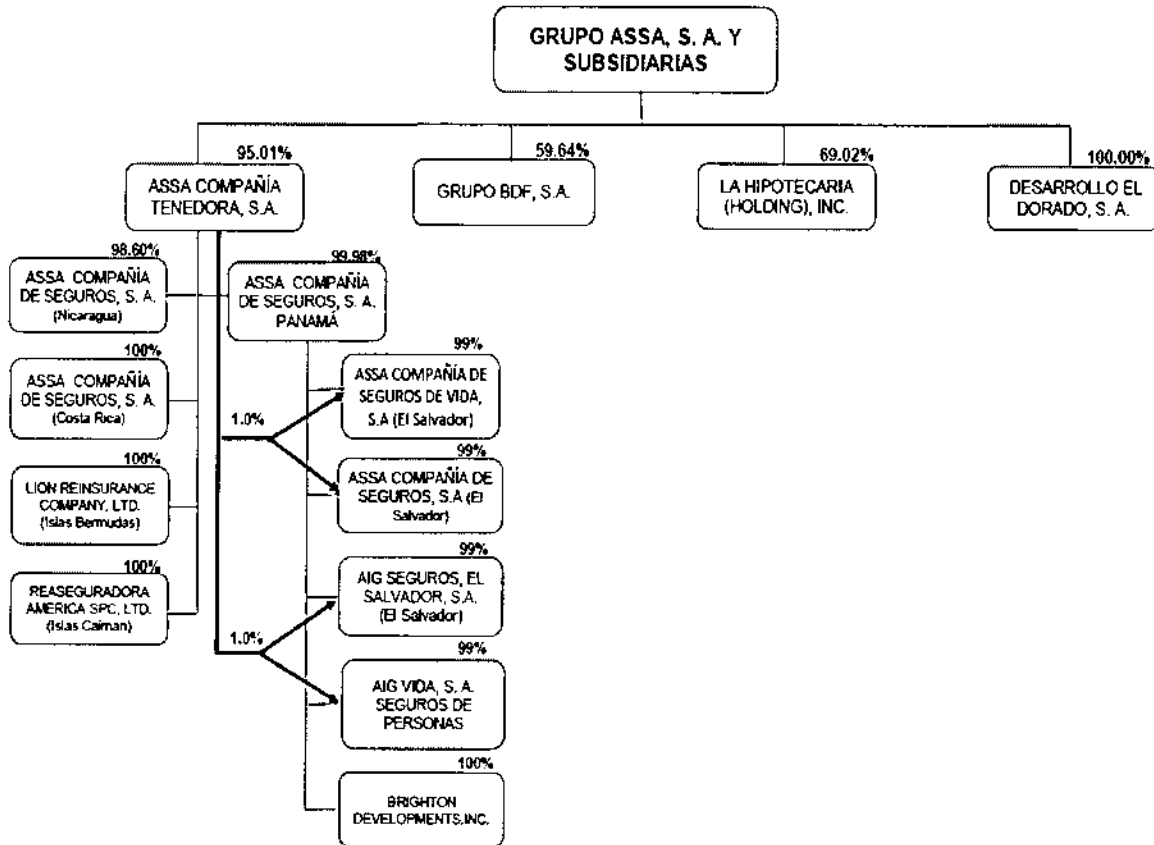 GRUPO ASSA, S. A. Y
SUBSIDIARIAS
95.01%
ASSA COMPAÑÍA
TENEDORA, S.A.
59.64%
GRUPO BDF, S.A.
69.02%
LA HIPOTECARIA
(HOLDING), INC.
100.00%
DESARROLLO EL
DORADO, S. A.
98.60%
ASSA COMPAÑÍA
DE SEGUROS, S. A.
(Nicaragua)
99.98%
ASSA COMPAÑÍA
DE SEGUROS, S. A.
PANAMÁ
100%
ASSA COMPAÑÍA
DE SEGUROS, S. A.
(Costa Rica)
100%
LION REINSURANCE
COMPANY, LTD.
(Islas Bermudas)
100%
REASEGURADORA
AMERICA SPC, LTD.
(Islas Caiman)
1.0%
99%
ASSA COMPAÑÍA DE
SEGUROS DE VIDA,
S.A (El Salvador)
99%
ASSA COMPAÑÍA DE
SEGUROS, S.A (El
Salvador)
1.0%
99%
AIG SEGUROS, EL
SALVADOR, S.A.
(El Salvador)
99%
AIG VIDA, S. A.
SEGUROS DE
PERSONAS
100%
BRIGHTON
DEVELOPMENTS,INC.